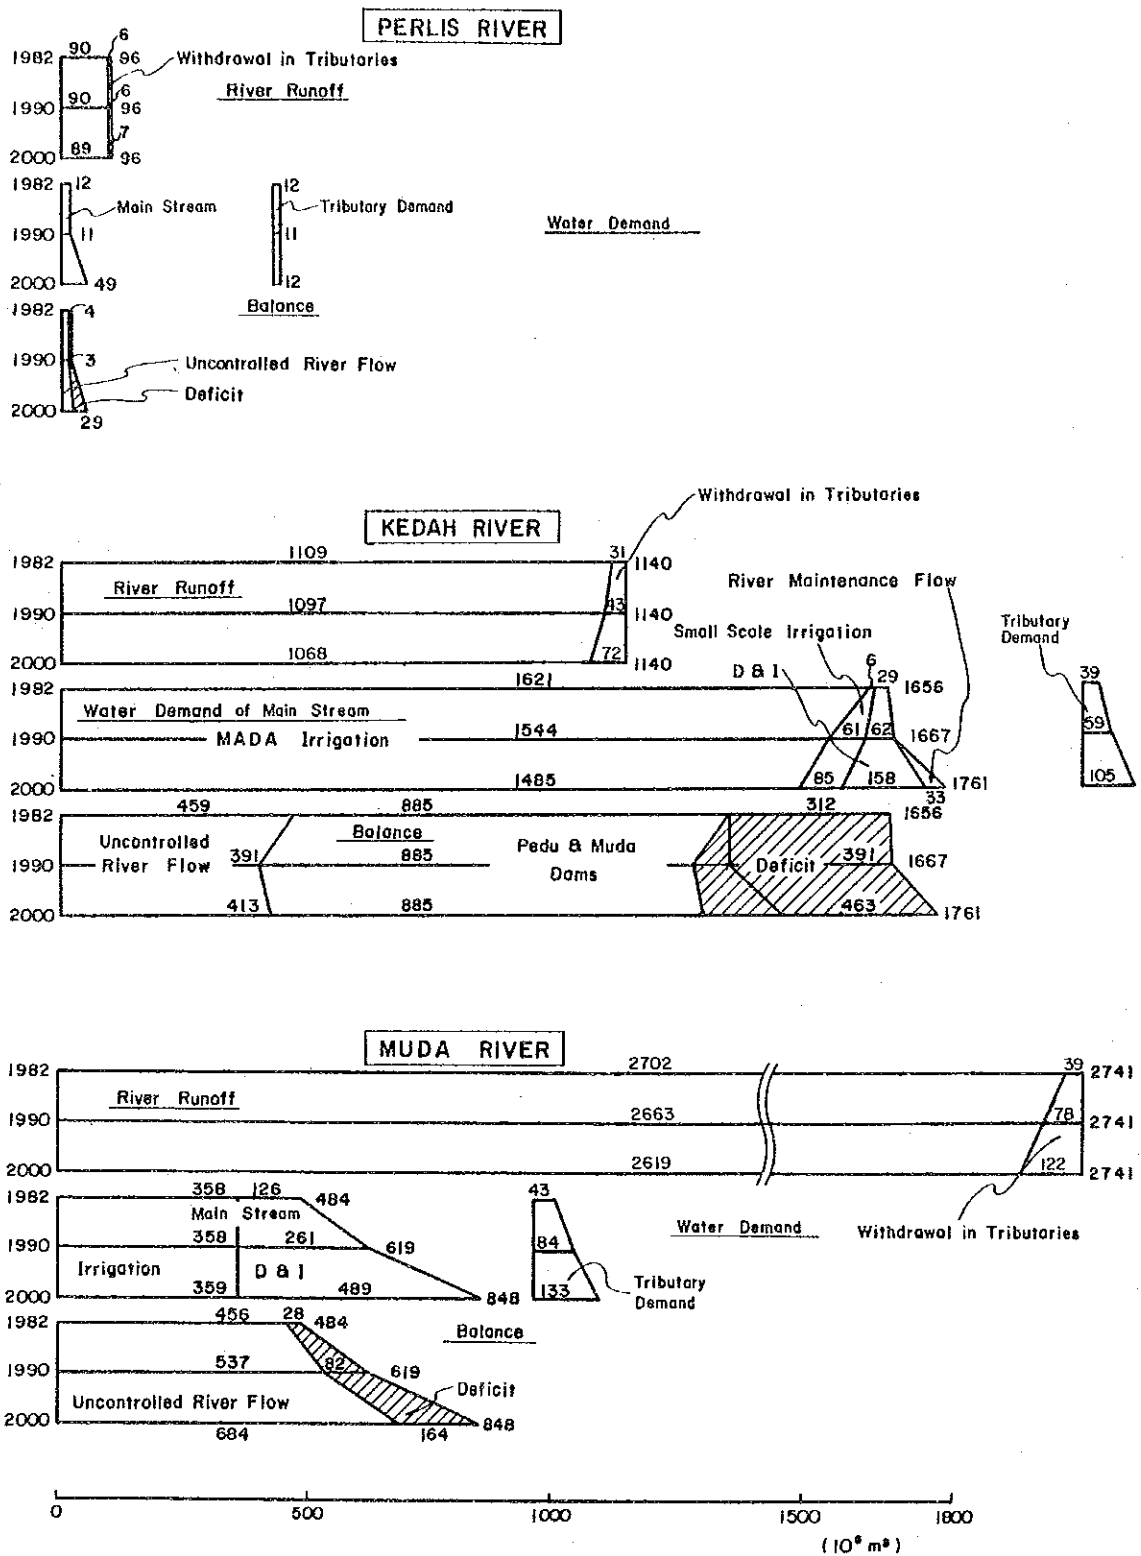 PERLIS RIVER
6
90
1982 96 Withdrawal in Tributaries
6
River Runoff
90
1990 96
7
89
2000 96
1982 12 12
Main Stream Tributary Demand
Water Demand
1990 11 11
2000 49 12
Balance
1982 4
1990 3
Uncontrolled River Flow
Deficit
2000 29
Withdrawal in Tributaries
KEDAH RIVER
1109 31
1982 1140
River Runoff
River Maintenance Flow
1097 43
1990 1140
Small Scale Irrigation
Tributary
Demand
1068 72
2000 1140
D & I
1621 6 29 39
1982 1656
Water Demand of Main Stream
1544 61 62 59
1990 MADA Irrigation 1667
1485 85 158 105
2000 1761
33
459 885 312
1982 1656
Uncontrolled
River Flow
Balance
Pedu & Muda
Dams
391 885 Deficit 391
1990 1667
413 885 463
2000 1761
MUDA RIVER
2702 39
1982 2741
River Runoff
2663 78
1990 2741
2619 122
2000 2741
358 126 43
1982 484
Main Stream
Water Demand
Withdrawal in Tributaries
358 261 84
1990 619
Irrigation D & I
Tributary
Demand
359 489 133
2000 848
456 28
1982 484
Balance
537 82
1990 619
Deficit
Uncontrolled River Flow
2000 848
684 164
0 500 1000 1500 1800
(10⁶ m³)